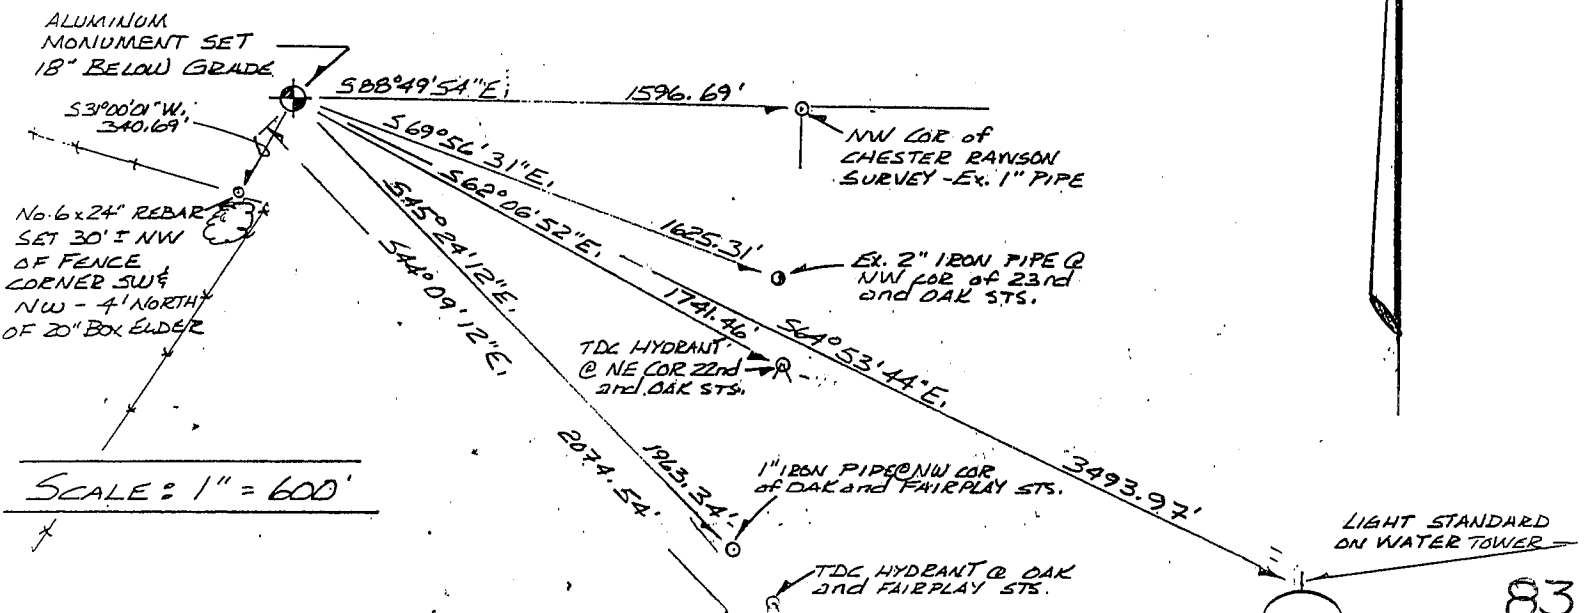 ALUMINUM
MONUMENT SET
18" BELOW GRADE
S31°00'01"W.
340.69'
S88°49'54"E.
1596.69'
NW COR of
CHESTER RAWSON
SURVEY - Ex. 1" PIPE
S69°56'31"E.
1625.31'
Ex. 2" IRON PIPE @
NW COR of 23nd
and OAK STS.
S62°06'52"E.
1741.46'
TDC HYDRANT
@ NE COR 22nd
and OAK STS.
S64°53'44"E.
3493.97'
LIGHT STANDARD
ON WATER TOWER
S45°24'12"E.
1963.34'
1" IRON PIPE @ NW COR
of OAK and FAIRPLAY STS.
S44°09'12"E.
2074.54'
TDC HYDRANT @ OAK
and FAIRPLAY STS.
No. 6 x 24" REBAR
SET 30' ± NW
OF FENCE
CORNER SW &
NW - 4' NORTH
OF 20" BOX ELDER
SCALE: 1" = 600'
83